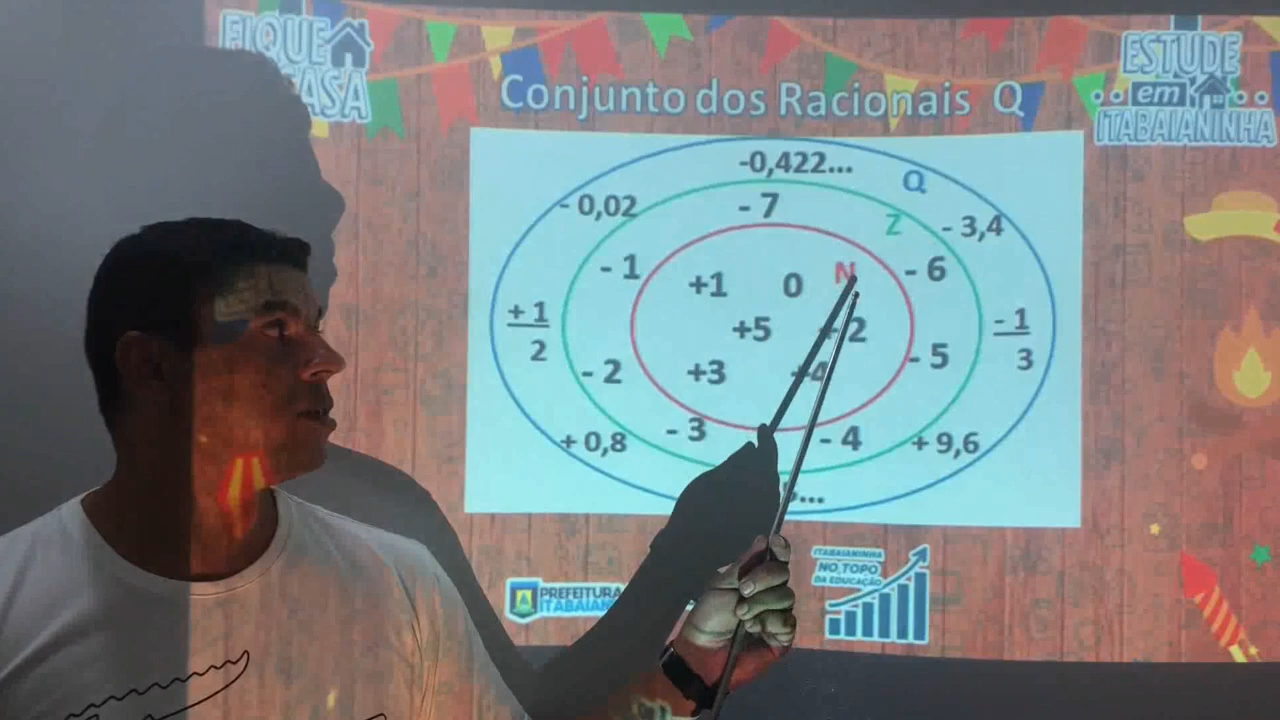 FIQUE
CASA
ESTUDE
em
ITABAIANINHA
Conjunto dos Racionais Q
-0,422...
Q
- 0,02
- 7
Z
- 3,4
- 1
+1
0
N
- 6
+1
2
+5
+2
- 1
3
- 2
+3
+4
- 5
+ 0,8
- 3
- 4
+ 9,6
...
PREFEITURA
ITABAIAN
ITABAIANINHA
NO TOPO
DA EDUCAÇÃO